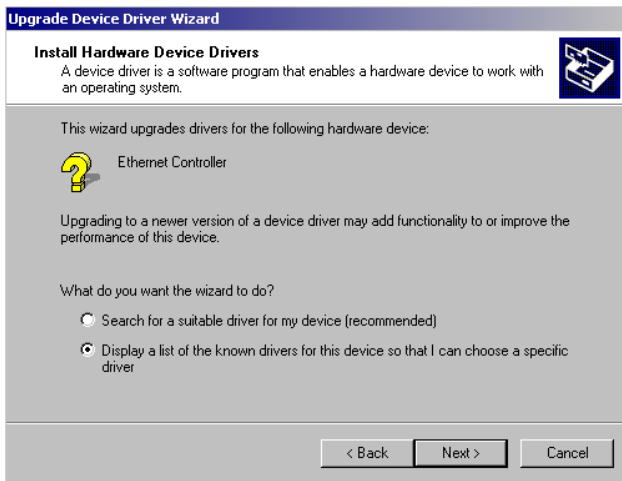 Upgrade Device Driver Wizard
Install Hardware Device Drivers
A device driver is a software program that enables a hardware device to work with
an operating system.
This wizard upgrades drivers for the following hardware device:
Ethernet Controller
Upgrading to a newer version of a device driver may add functionality to or improve the
performance of this device.
What do you want the wizard to do?
Search for a suitable driver for my device (recommended)
Display a list of the known drivers for this device so that I can choose a specific
driver
< Back
Next >
Cancel